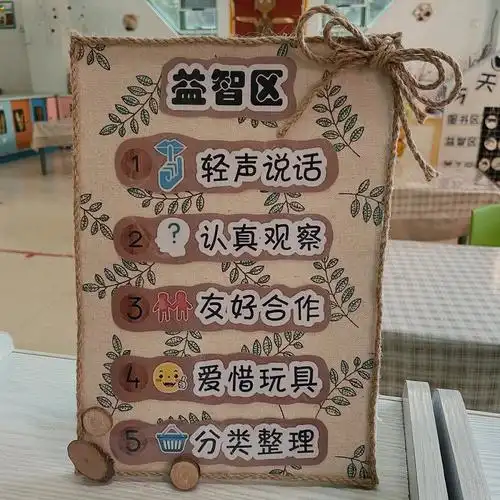 益智区
1 轻声说话
2 ? 认真观察
3 友好合作
4 爱惜玩具
5 分类整理